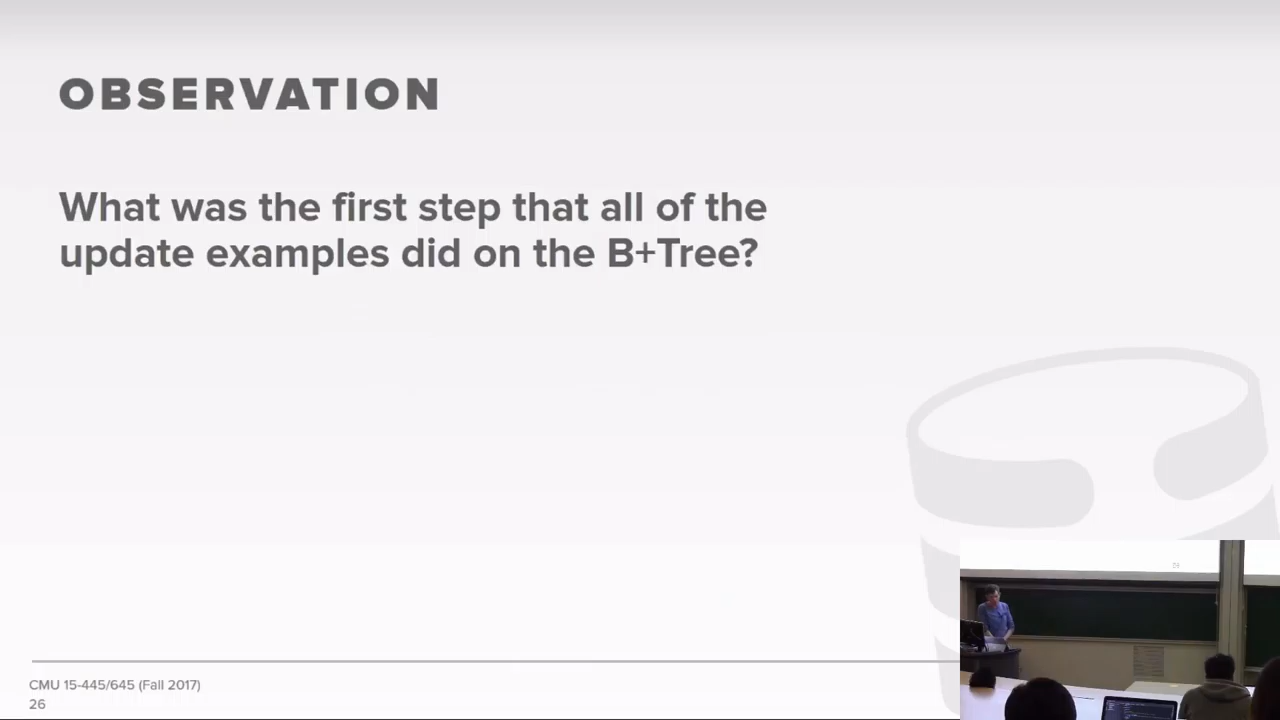 OBSERVATION
What was the first step that all of the
update examples did on the B+Tree?
CMU 15-445/645 (Fall 2017)
26